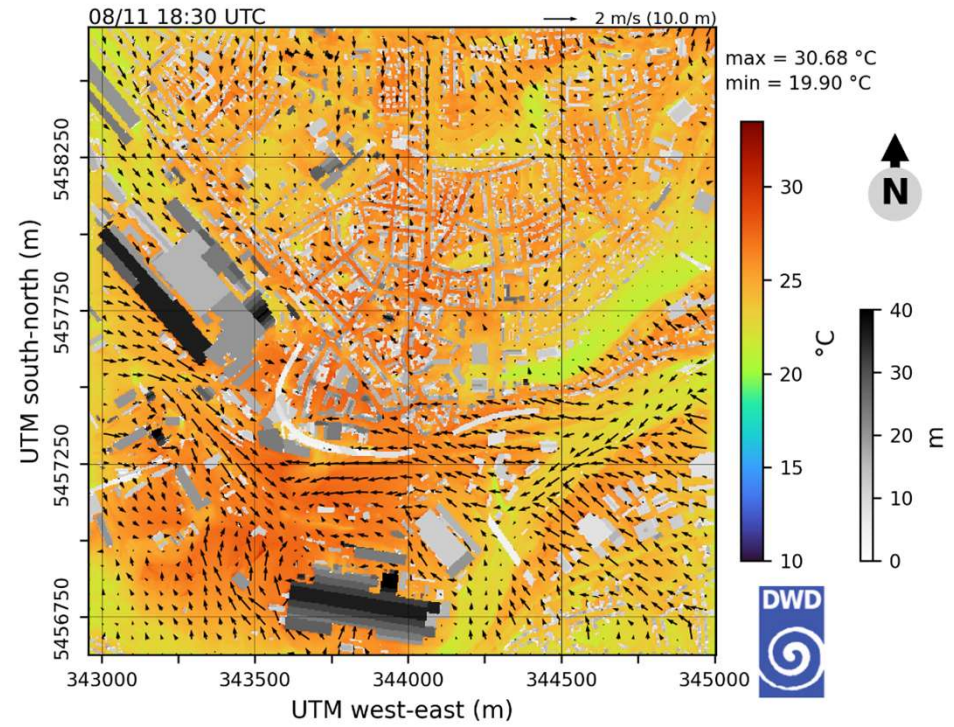 08/11 18:30 UTC
2 m/s (10.0 m)
max = 30.68 °C
min = 19.90 °C
N
5458250
5457750
5457250
5456750
UTM south-north (m)
343000
343500
344000
344500
345000
UTM west-east (m)
30
25
20
15
10
°C
40
30
20
10
0
m
DWD